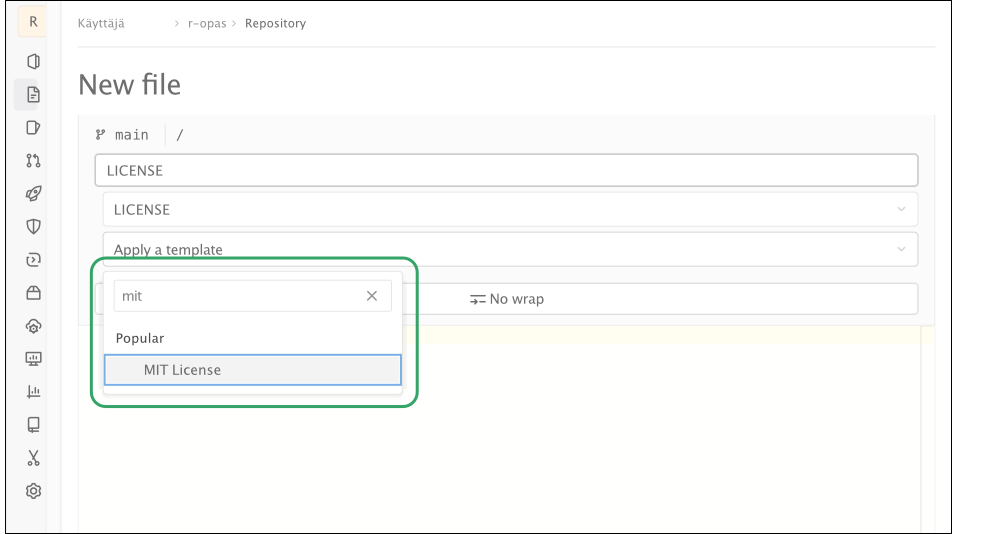 R
Käyttäjä > r-opas > Repository
New file
main /
LICENSE
LICENSE
Apply a template
mit
No wrap
Popular
MIT License